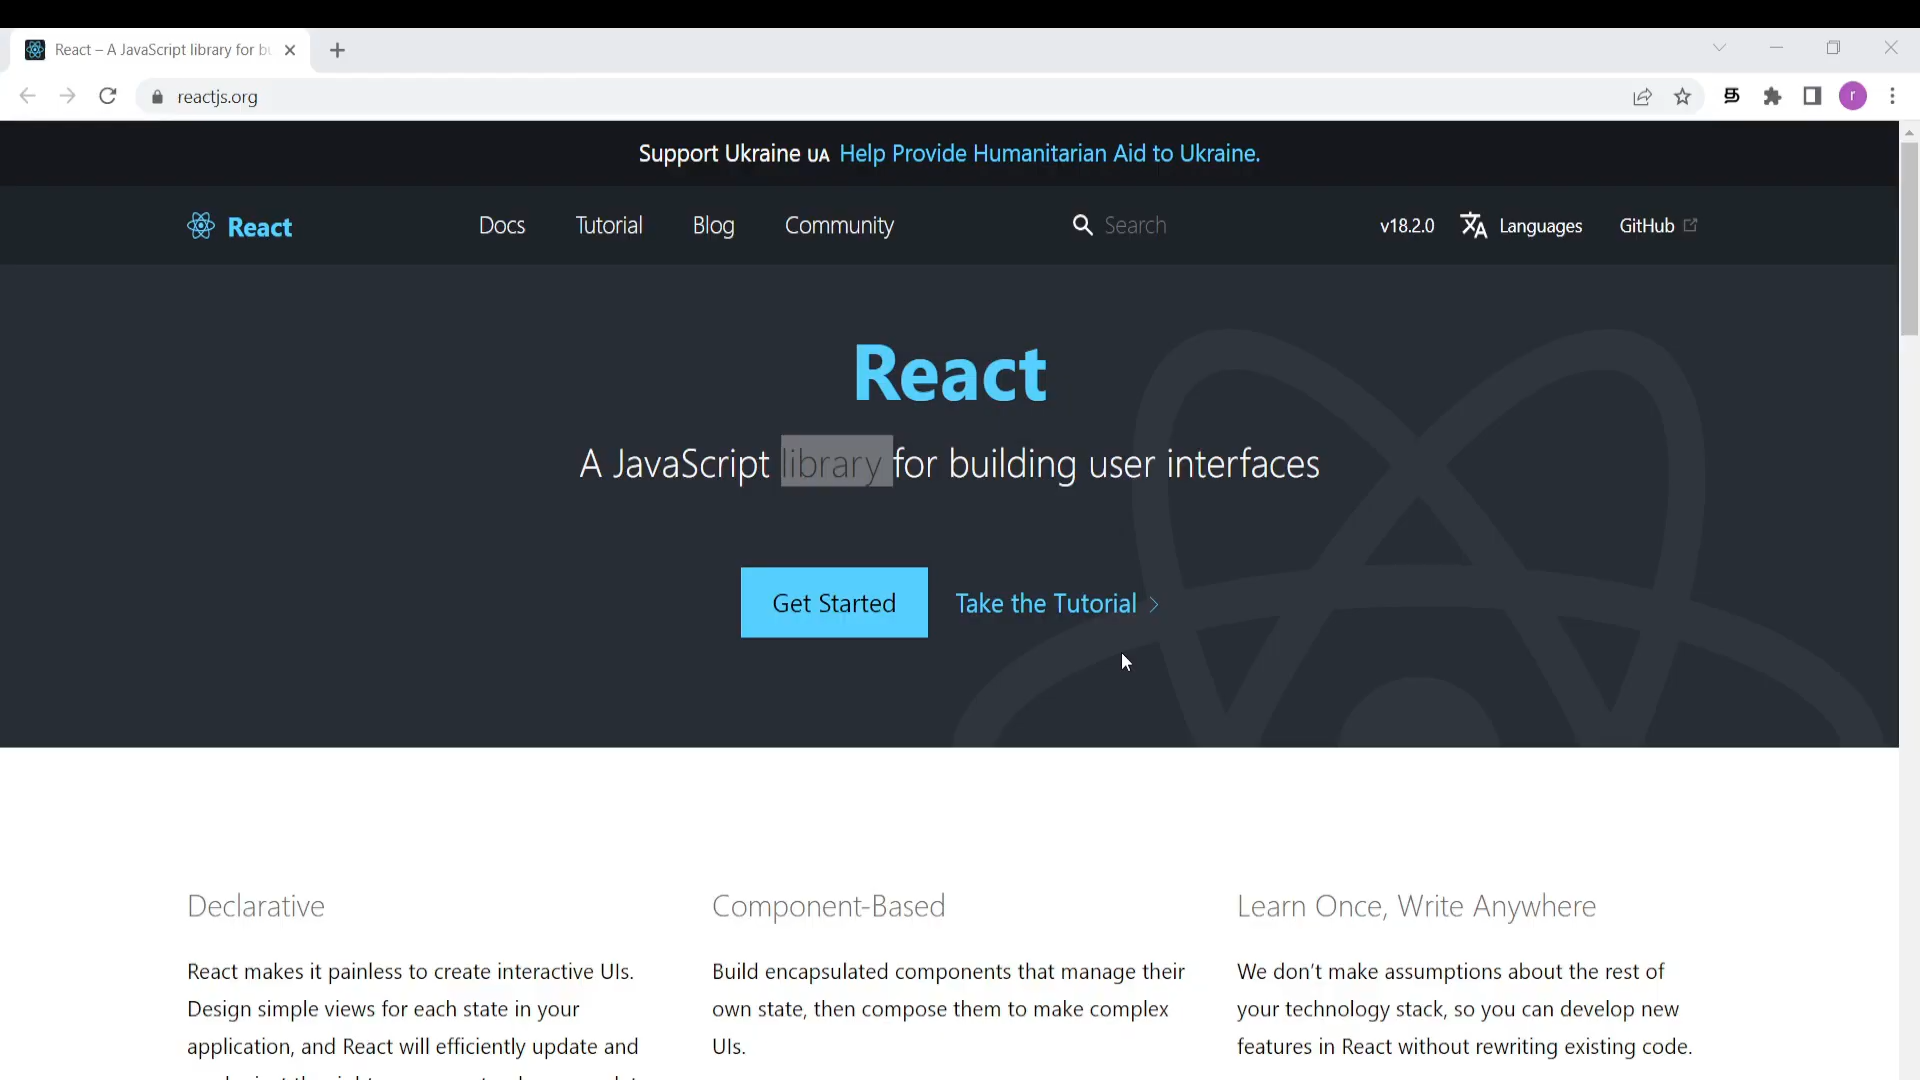 React – A JavaScript library for bu
reactjs.org
r
Support Ukraine UA Help Provide Humanitarian Aid to Ukraine.
React
Docs
Tutorial
Blog
Community
Search
v18.2.0
Languages
GitHub
React
A JavaScript library for building user interfaces
Get Started
Take the Tutorial
Declarative
React makes it painless to create interactive UIs.
Design simple views for each state in your
application, and React will efficiently update and
Component-Based
Build encapsulated components that manage their
own state, then compose them to make complex
UIs.
Learn Once, Write Anywhere
We don't make assumptions about the rest of
your technology stack, so you can develop new
features in React without rewriting existing code.